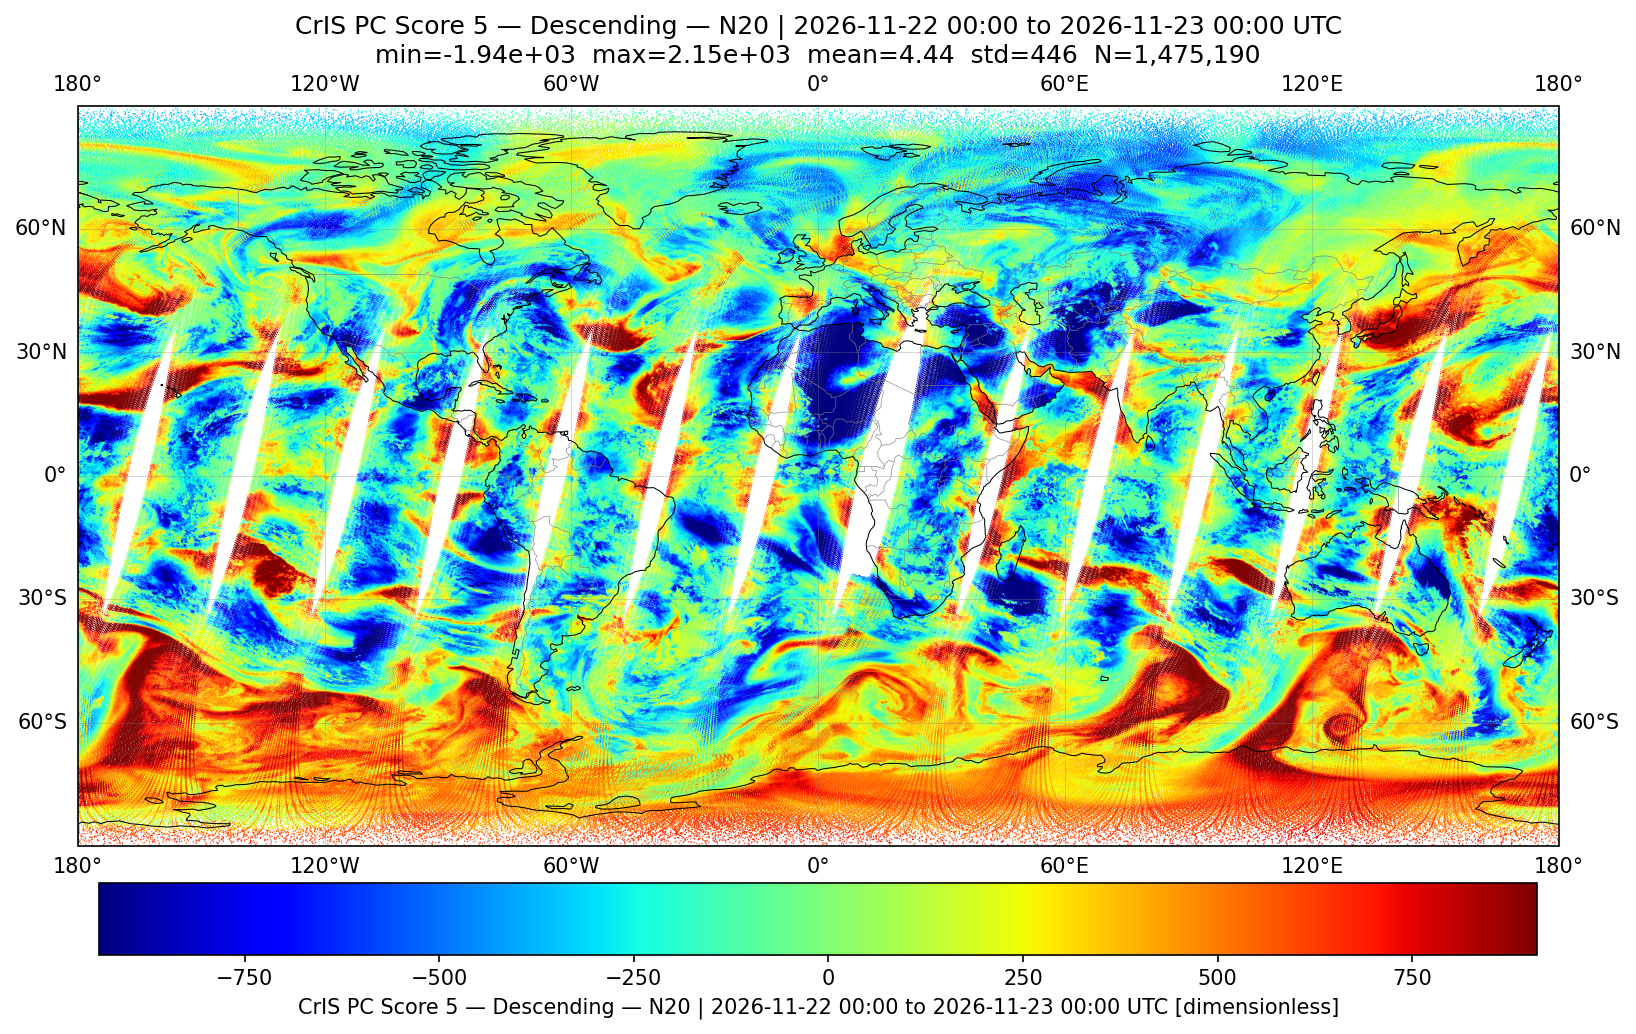 CrIS PC Score 5 — Descending — N20 | 2026-11-22 00:00 to 2026-11-23 00:00 UTC
min=-1.94e+03 max=2.15e+03 mean=4.44 std=446 N=1,475,190
180° 120°W 60°W 0° 60°E 120°E 180°
60°N 60°N
30°N 30°N
0° 0°
30°S 30°S
60°S 60°S
180° 120°W 60°W 0° 60°E 120°E 180°
−750 −500 −250 0 250 500 750
CrIS PC Score 5 — Descending — N20 | 2026-11-22 00:00 to 2026-11-23 00:00 UTC [dimensionless]